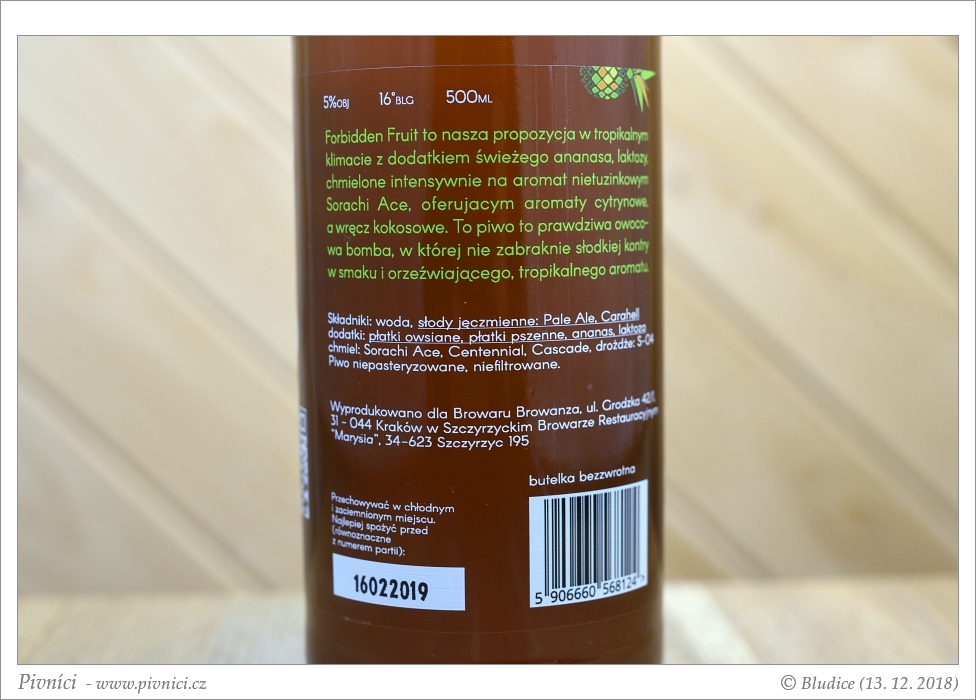 5%OBJ 16°BLG 500ML
Forbidden Fruit to nasza propozycja w tropikalnym
klimacie z dodatkiem świeżego ananasa, laktozy,
chmielone intensywnie na aromat nietuzinkowym
Sorachi Ace, oferujacym aromaty cytrynowe,
a wręcz kokosowe. To piwo to prawdziwa owoco-
wa bomba, w której nie zabraknie słodkiej kontry
w smaku i orzeźwiającego, tropikalnego aromatu.
Składniki: woda, słody jęczmienne: Pale Ale, Carahell
dodatki: płatki owsiane, płatki pszenne, ananas, laktoza
chmiel: Sorachi Ace, Centennial, Cascade, drożdże: S-04
Piwo niepasteryzowane, niefiltrowane.
Wyprodukowano dla Browaru Browanza, ul. Grodzka 42/1,
31 - 044 Kraków w Szczyrzyckim Browarze Restauracyjnym
"Marysia", 34-623 Szczyrzyc 195
butelka bezzwrotna
Przechowywać w chłodnym
i zaciemnionym miejscu.
Najlepiej spożyć przed
(równoznaczne
z numerem partii):
16022019
5 906660 568124 >
Pivníci - www.pivnici.cz
© Bludice (13. 12. 2018)